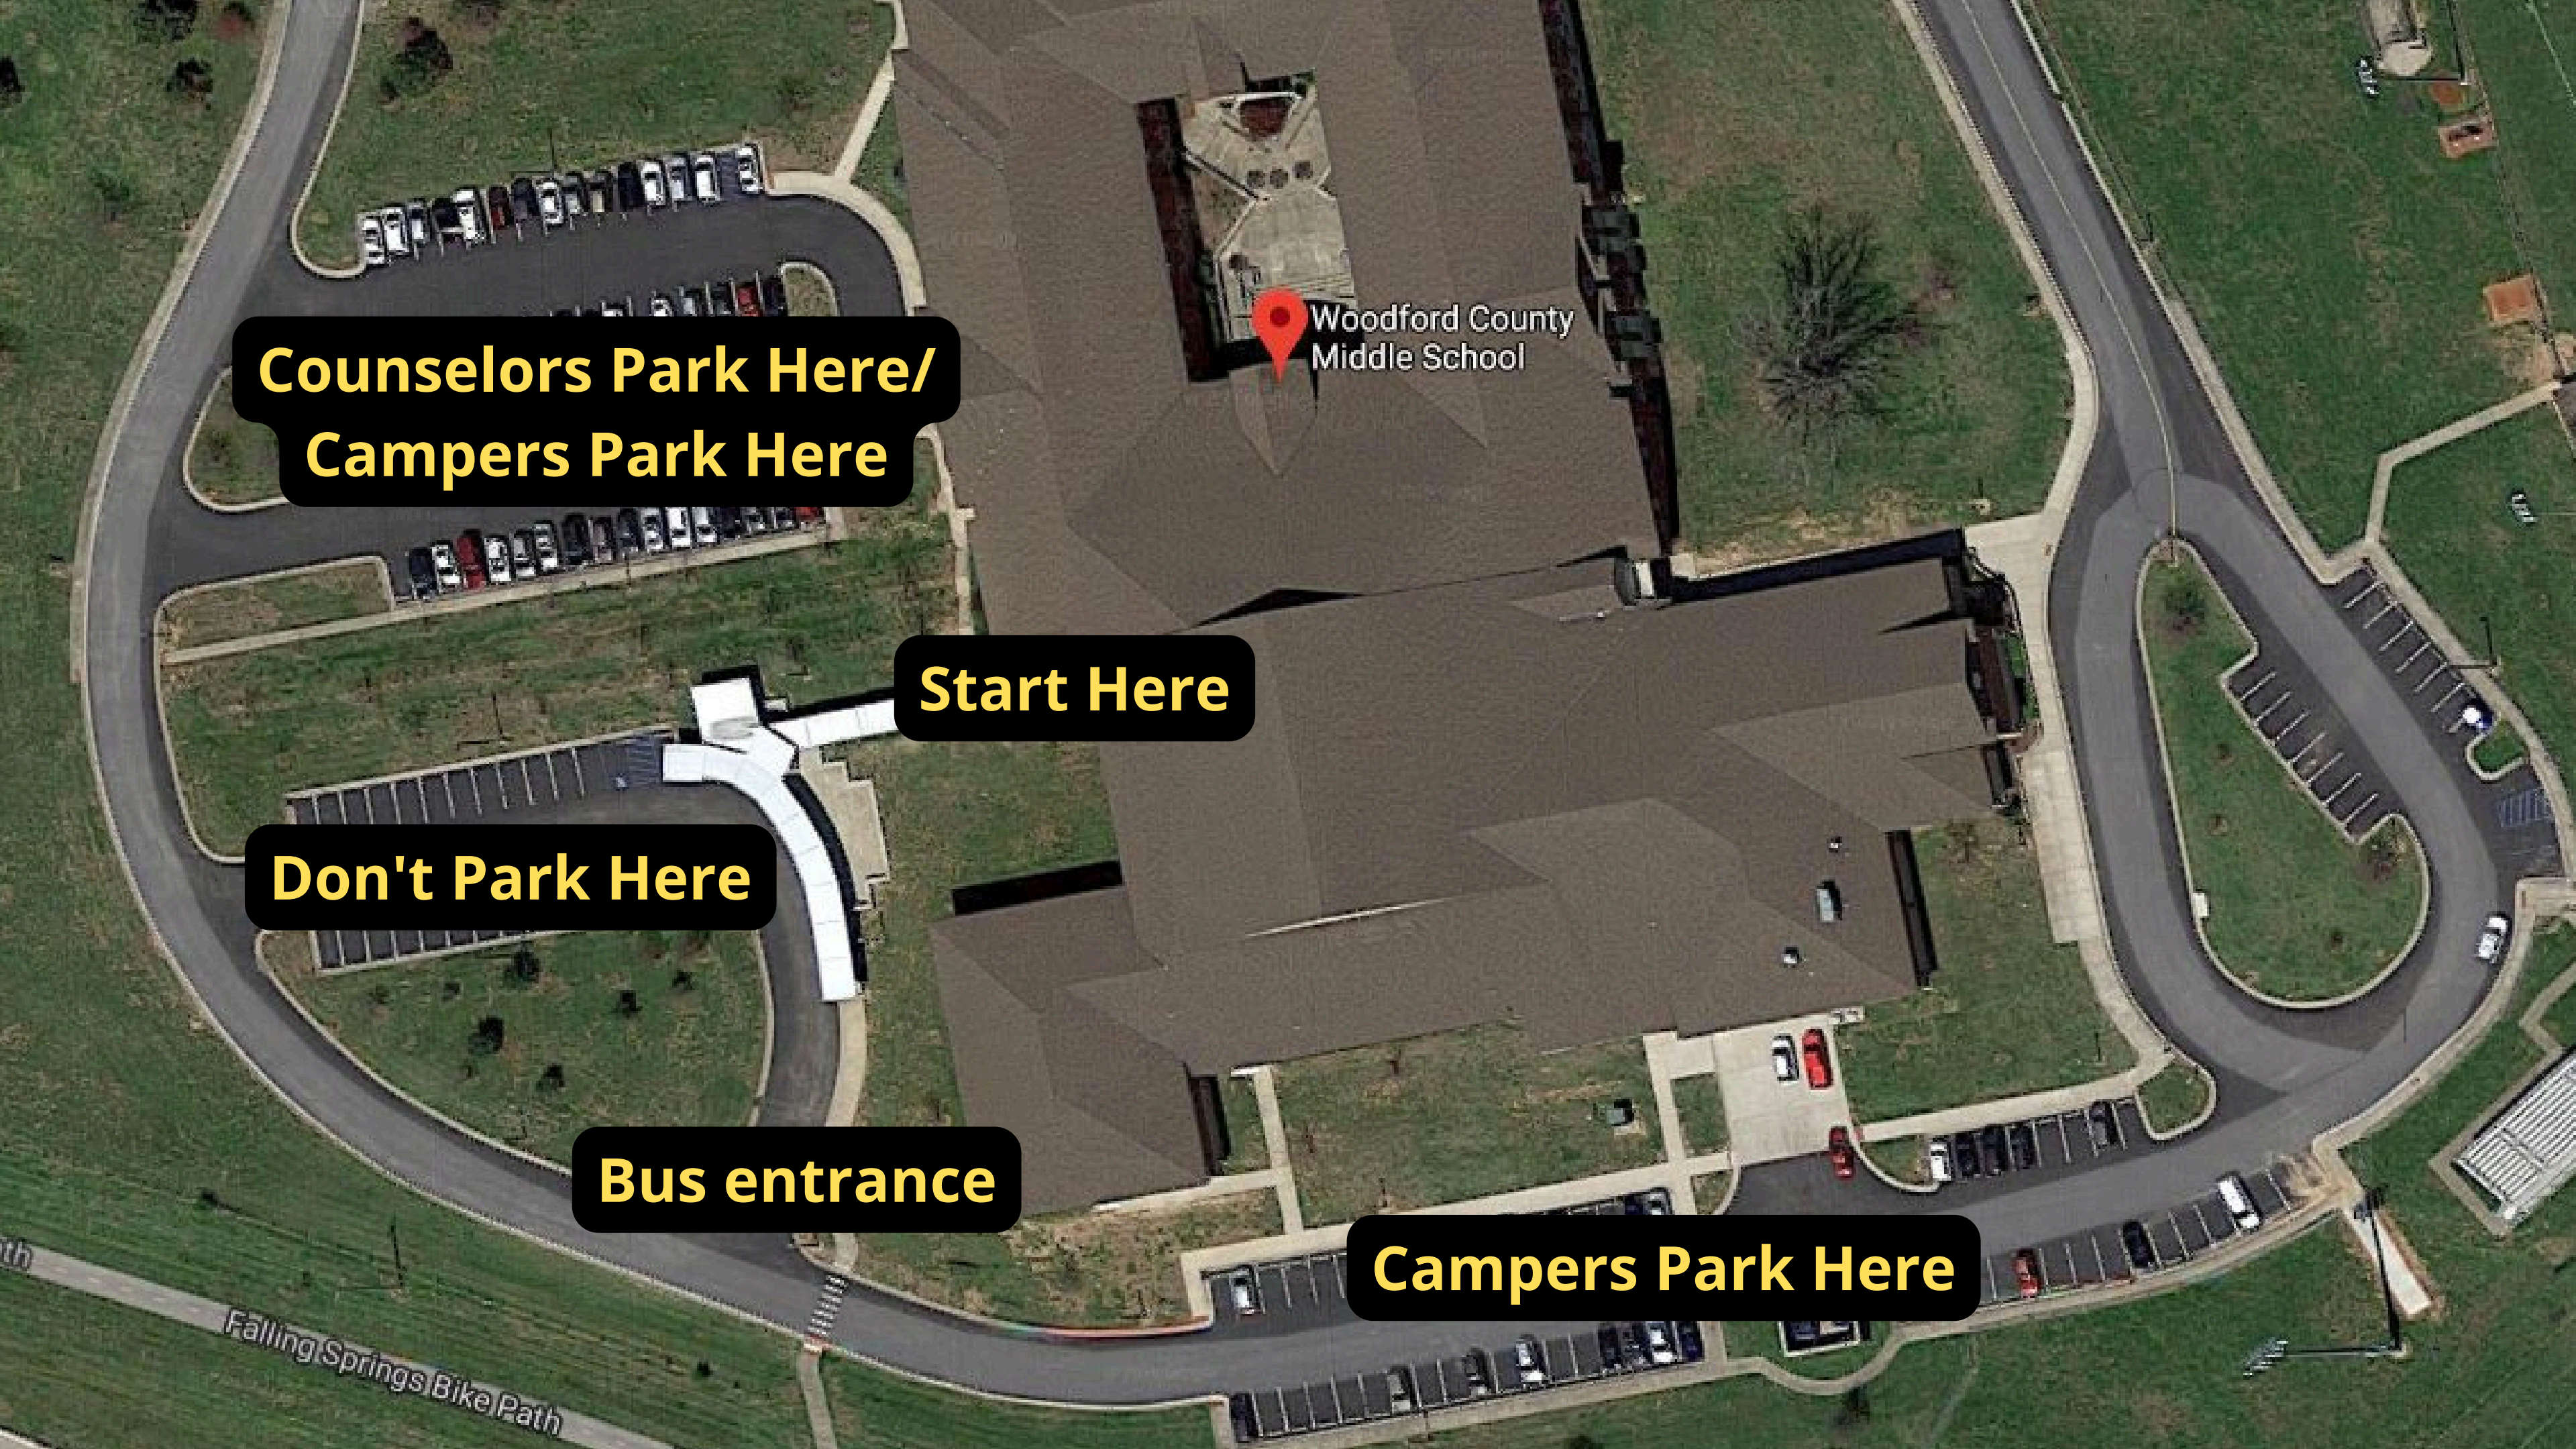 Woodford County
Middle School
Counselors Park Here/
Campers Park Here
Start Here
Don't Park Here
Bus entrance
Campers Park Here
Falling Springs Bike Path